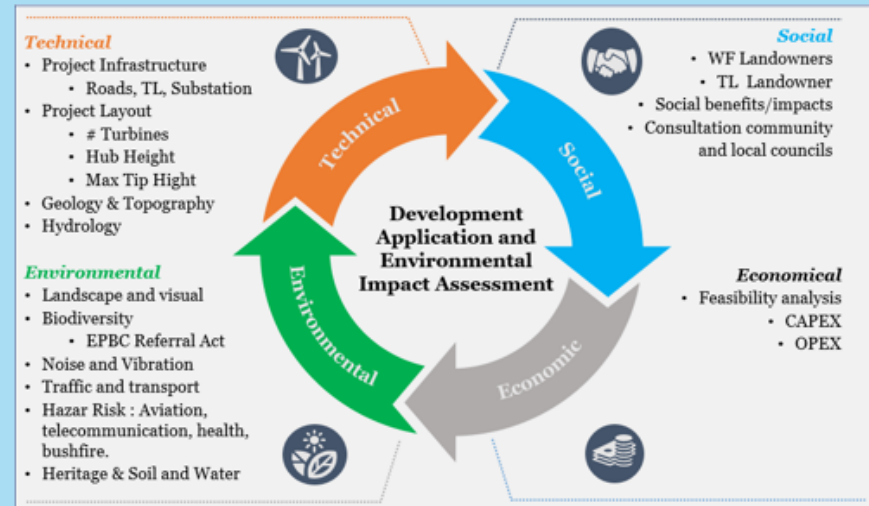 Technical
• Project Infrastructure
• Roads, TL, Substation
• Project Layout
• # Turbines
• Hub Height
• Max Tip Hight
• Geology & Topography
• Hydrology
Social
• WF Landowners
• TL Landowner
• Social benefits/impacts
• Consultation community
and local councils
Technical
Social
Development
Application and
Environmental
Impact Assessment
Environmental
Economic
Environmental
• Landscape and visual
• Biodiversity
• EPBC Referral Act
• Noise and Vibration
• Traffic and transport
• Hazar Risk : Aviation,
telecommunication, health,
bushfire.
• Heritage & Soil and Water
Economical
• Feasibility analysis
• CAPEX
• OPEX